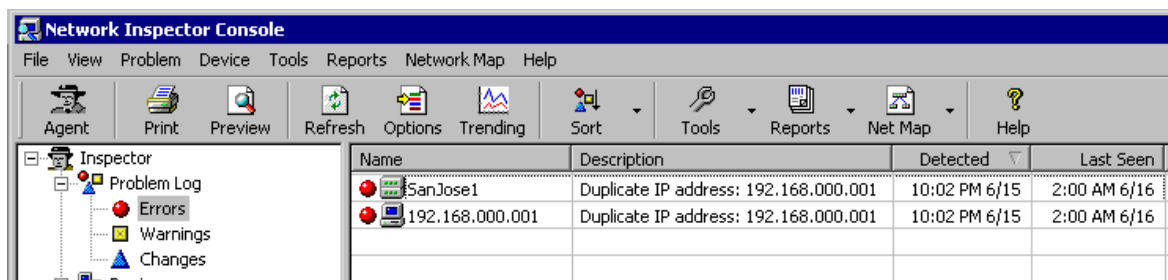 Network Inspector Console
File View Problem Device Tools Reports Network Map Help
Agent Print Preview Refresh Options Trending Sort Tools Reports Net Map Help
Inspector
Problem Log
Errors
Warnings
Changes
Name Description Detected Last Seen
SanJose1 Duplicate IP address: 192.168.000.001 10:02 PM 6/15 2:00 AM 6/16
192.168.000.001 Duplicate IP address: 192.168.000.001 10:02 PM 6/15 2:00 AM 6/16